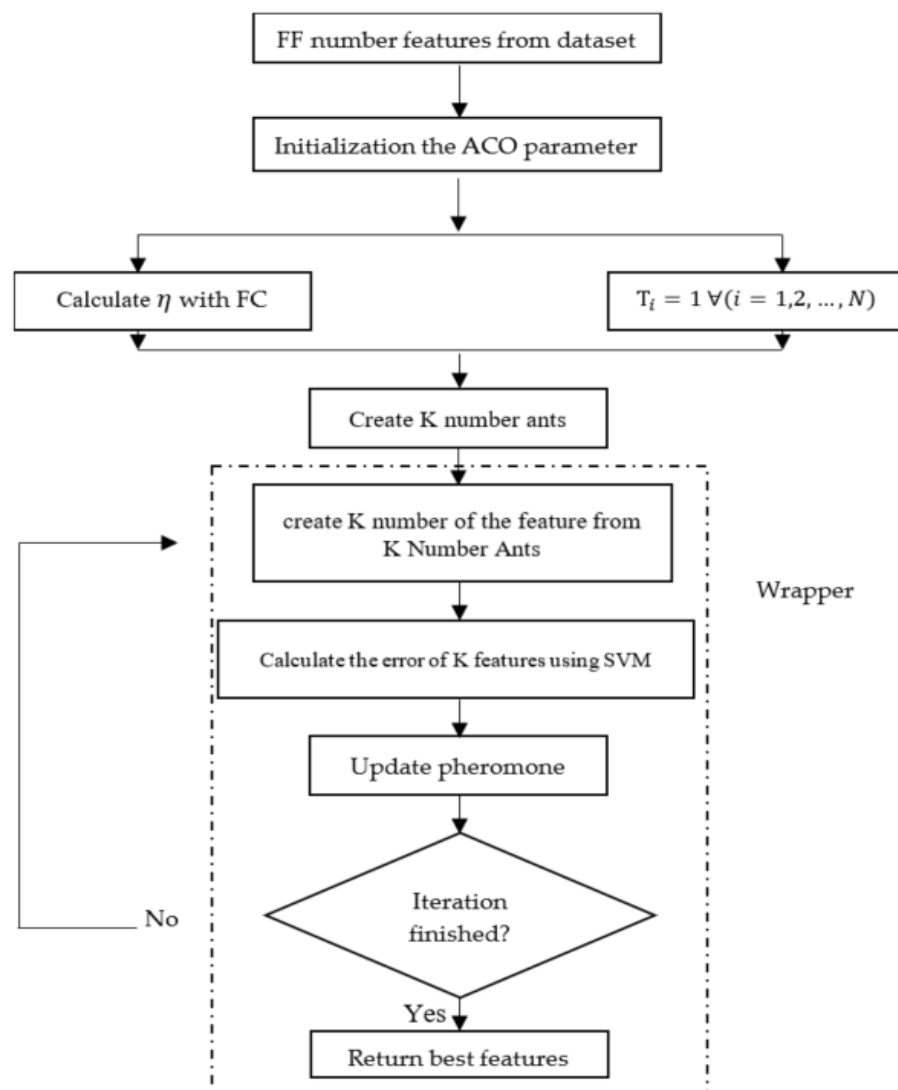 FF number features from dataset
Initialization the ACO parameter
Calculate η with FC
T_i = 1 ∀(i = 1,2, …, N)
Create K number ants
create K number of the feature from
K Number Ants
Wrapper
Calculate the error of K features using SVM
Update pheromone
Iteration
finished?
No
Yes
Return best features